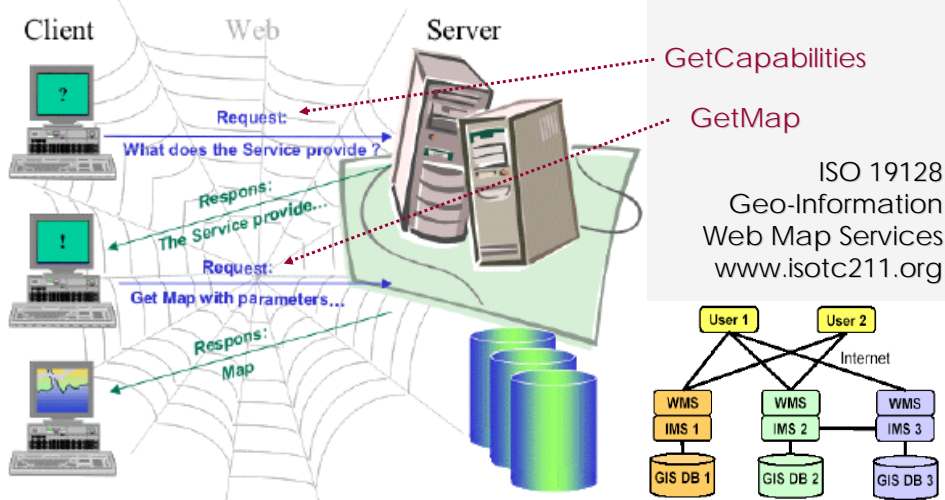 Client
Web
Server
?
Request:
What does the Service provide ?
Respons:
The Service provide...
!
Request:
Get Map with parameters...
Respons:
Map
GetCapabilities
GetMap
ISO 19128
Geo-Information
Web Map Services
www.isotc211.org
User 1
User 2
Internet
WMS
WMS
WMS
IMS 1
IMS 2
IMS 3
GIS DB 1
GIS DB 2
GIS DB 3